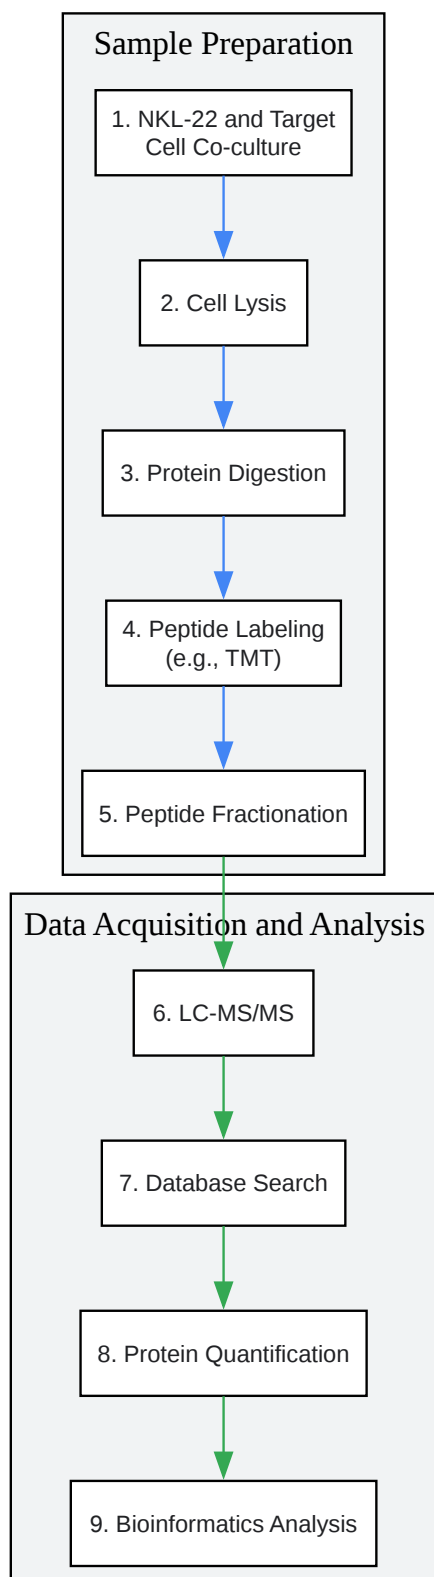 Sample Preparation
1. NKL-22 and Target
Cell Co-culture
2. Cell Lysis
3. Protein Digestion
4. Peptide Labeling
(e.g., TMT)
5. Peptide Fractionation
Data Acquisition and Analysis
6. LC-MS/MS
7. Database Search
8. Protein Quantification
9. Bioinformatics Analysis